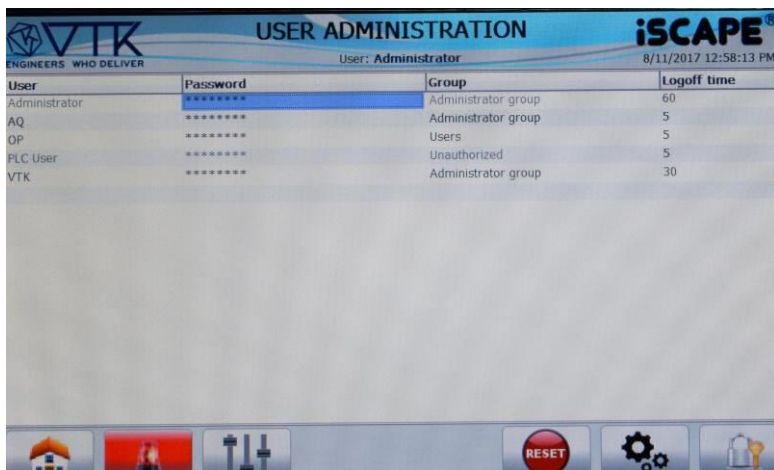 VTK
ENGINEERS WHO DELIVER
USER ADMINISTRATION
User: Administrator
iSCAPE®
8/11/2017 12:58:13 PM
User Password Group Logoff time
Administrator ******** Administrator group 60
AQ ******** Administrator group 5
OP ******** Users 5
PLC User ******** Unauthorized 5
VTK ******** Administrator group 30
RESET